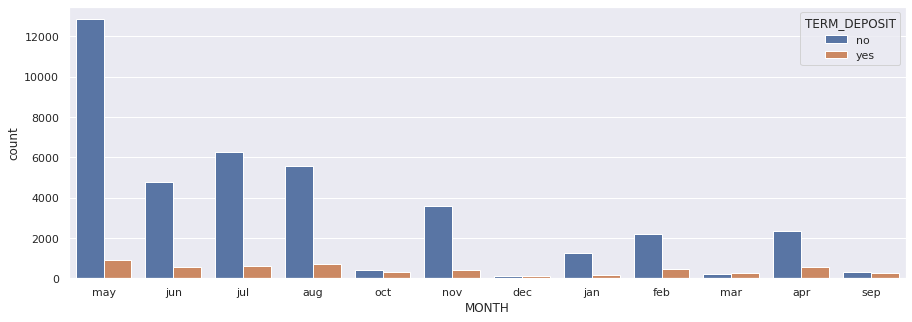 TERM_DEPOSIT
no
yes
count
12000
10000
8000
6000
4000
2000
0
may jun jul aug oct nov dec jan feb mar apr sep
MONTH